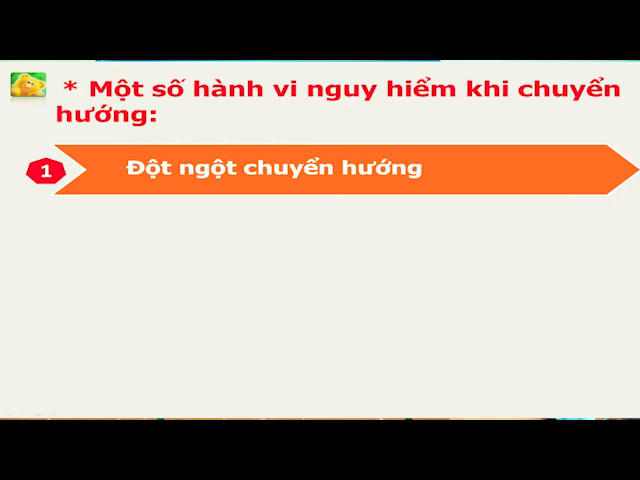 * Một số hành vi nguy hiểm khi chuyển
hướng:
1
Đột ngột chuyển hướng